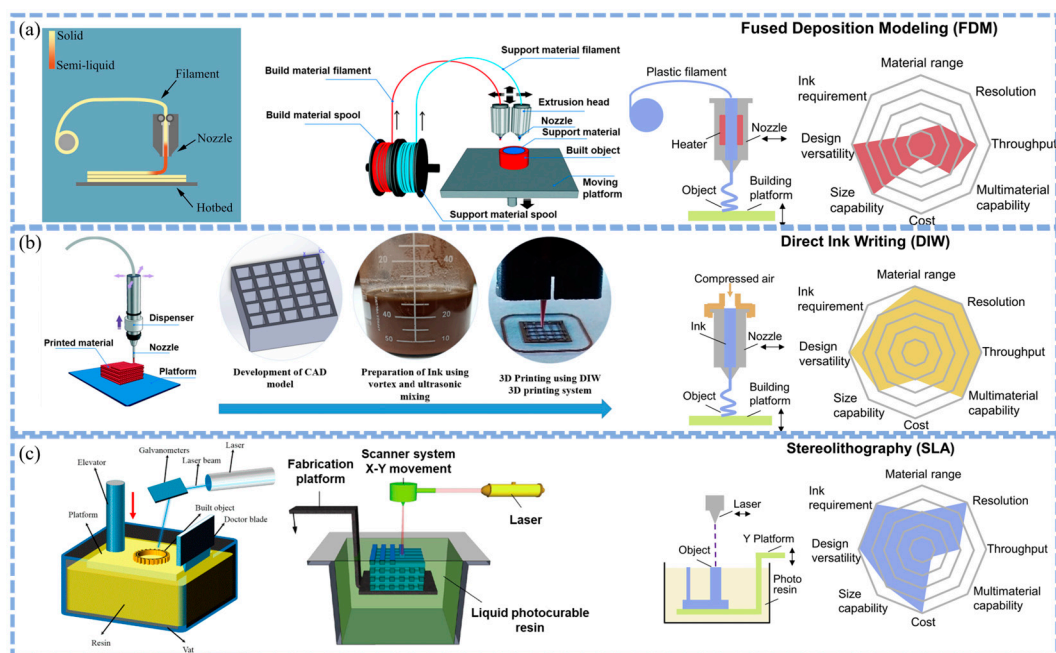 (a)
Solid
Semi-liquid
Filament
Nozzle
Hotbed
Build material filament
Support material filament
Build material spool
Extrusion head
Nozzle
Support material
Built object
Moving
platform
Support material spool
Fused Deposition Modeling (FDM)
Plastic filament
Heater
Nozzle
Object
Building
platform
Material range
Ink
requirement
Resolution
Design
versatility
Throughput
Size
capability
Multimaterial
capability
Cost
(b)
Dispenser
Printed material
Nozzle
Platform
Development of CAD
model
40
20
50
10
Preparation of Ink using
vortex and ultrasonic
mixing
3D Printing using DIW
3D printing system
Direct Ink Writing (DIW)
Compressed air
Ink
Nozzle
Object
Building
platform
Material range
Ink
requirement
Resolution
Design
versatility
Throughput
Size
capability
Multimaterial
capability
Cost
(c)
Elevator
Galvanometers
Laser
Laser beam
Built object
Platform
Doctor blade
Resin
Vat
Fabrication
platform
Scanner system
X-Y movement
Laser
Liquid photocurable
resin
Stereolithography (SLA)
Laser
Object
Y Platform
Photo
resin
Material range
Ink
requirement
Resolution
Design
versatility
Throughput
Size
capability
Multimaterial
capability
Cost